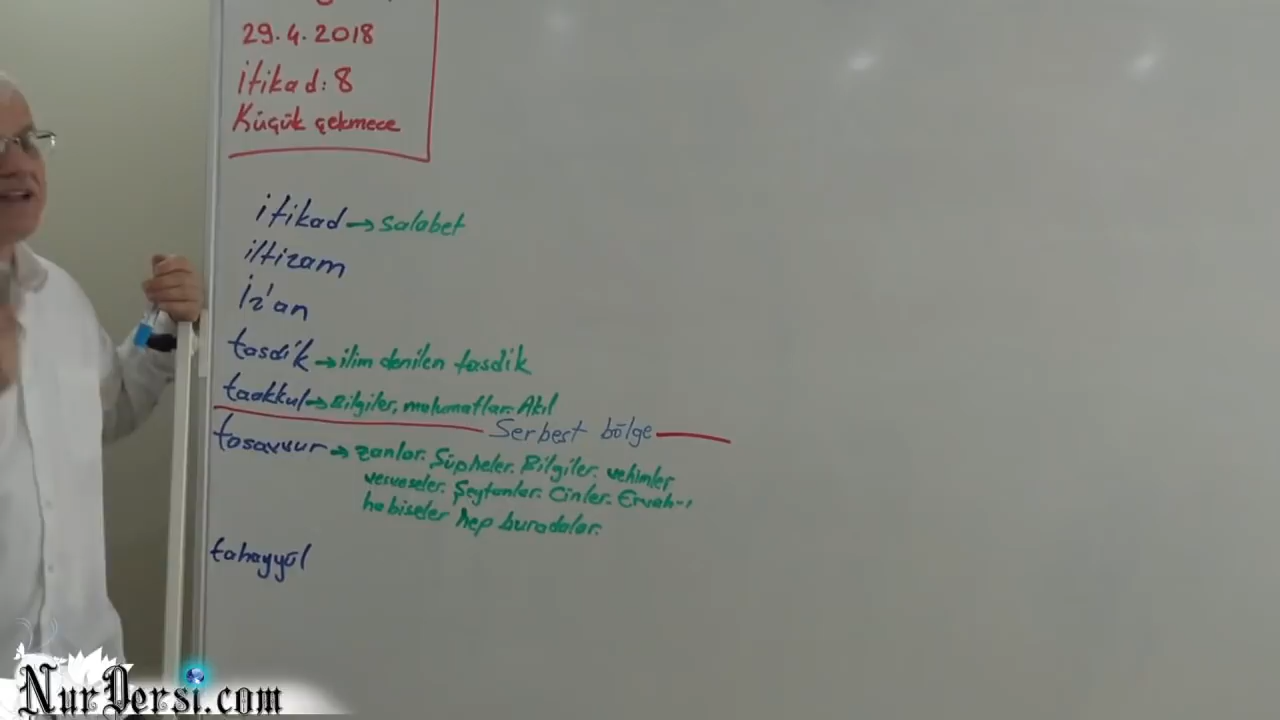 29.4.2018
itikad: 8
Küçük çekmece
itikad → Salabet
iltizam
İz'an
tasdik → ilim denilen tasdik
taakkul → Bilgiler, malumatlar. Akıl
Serbest bölge
tasavvur → zanlar. Şüpheler. Bilgiler. vehimler
vesveseler. Şeytanlar. Cinler. Ervah-ı
habiseler hep buradalar.
tahayyül
NurDersi.com